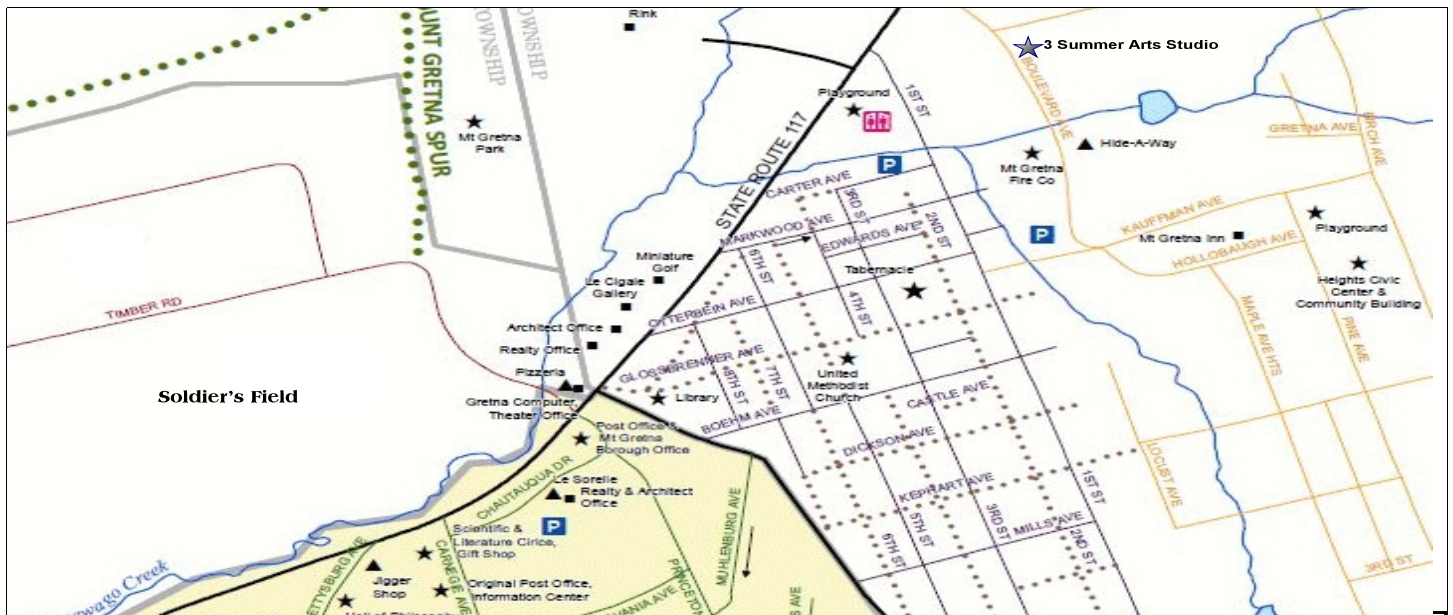 Rink
MOUNT GRETNA SPUR
TOWNSHIP
TOWNSHIP
3 Summer Arts Studio
BOULEVARD AVE
Playground
1ST ST
Mt Gretna
Park
STATE ROUTE 117
P
Hide-A-Way
GRETNA AVE
BIRCH AVE
Mt Gretna
Fire Co
CARTER AVE
3RD ST
2ND ST
MARKWOOD AVE
EDWARDS AVE
P
KAUFFMAN AVE
Mt Gretna Inn
HOLLOBAUGH AVE
Playground
Miniature
Golf
6TH ST
Tabernacle
Heights Civic
Center &
Community Building
Le Cigale
Gallery
TIMBER RD
OTTERBEIN AVE
4TH ST
MAPLE AVE HTS
PINE AVE
Architect Office
Realty Office
GLOSSBRENNER AVE
Pizzeria
8TH ST
7TH ST
United
Methodist
Church
Soldier's Field
Gretna Computer,
Theater Office
Library
BOEHM AVE
CASTLE AVE
Post Office &
Mt Gretna
Borough Office
DICKSON AVE
LOCUST AVE
CHAUTAUQUA DR
Le Sorelle
Realty & Architect
Office
KEPHART AVE
1ST ST
P
MUHLENBURG AVE
5TH ST
3RD ST
MILLS AVE
Scientific &
Literature Cirlce,
Gift Shop
6TH ST
2ND ST
CARNEGIE AVE
3RD ST
Jigger
Shop
Original Post Office,
Information Center
PRINCETON
Creek